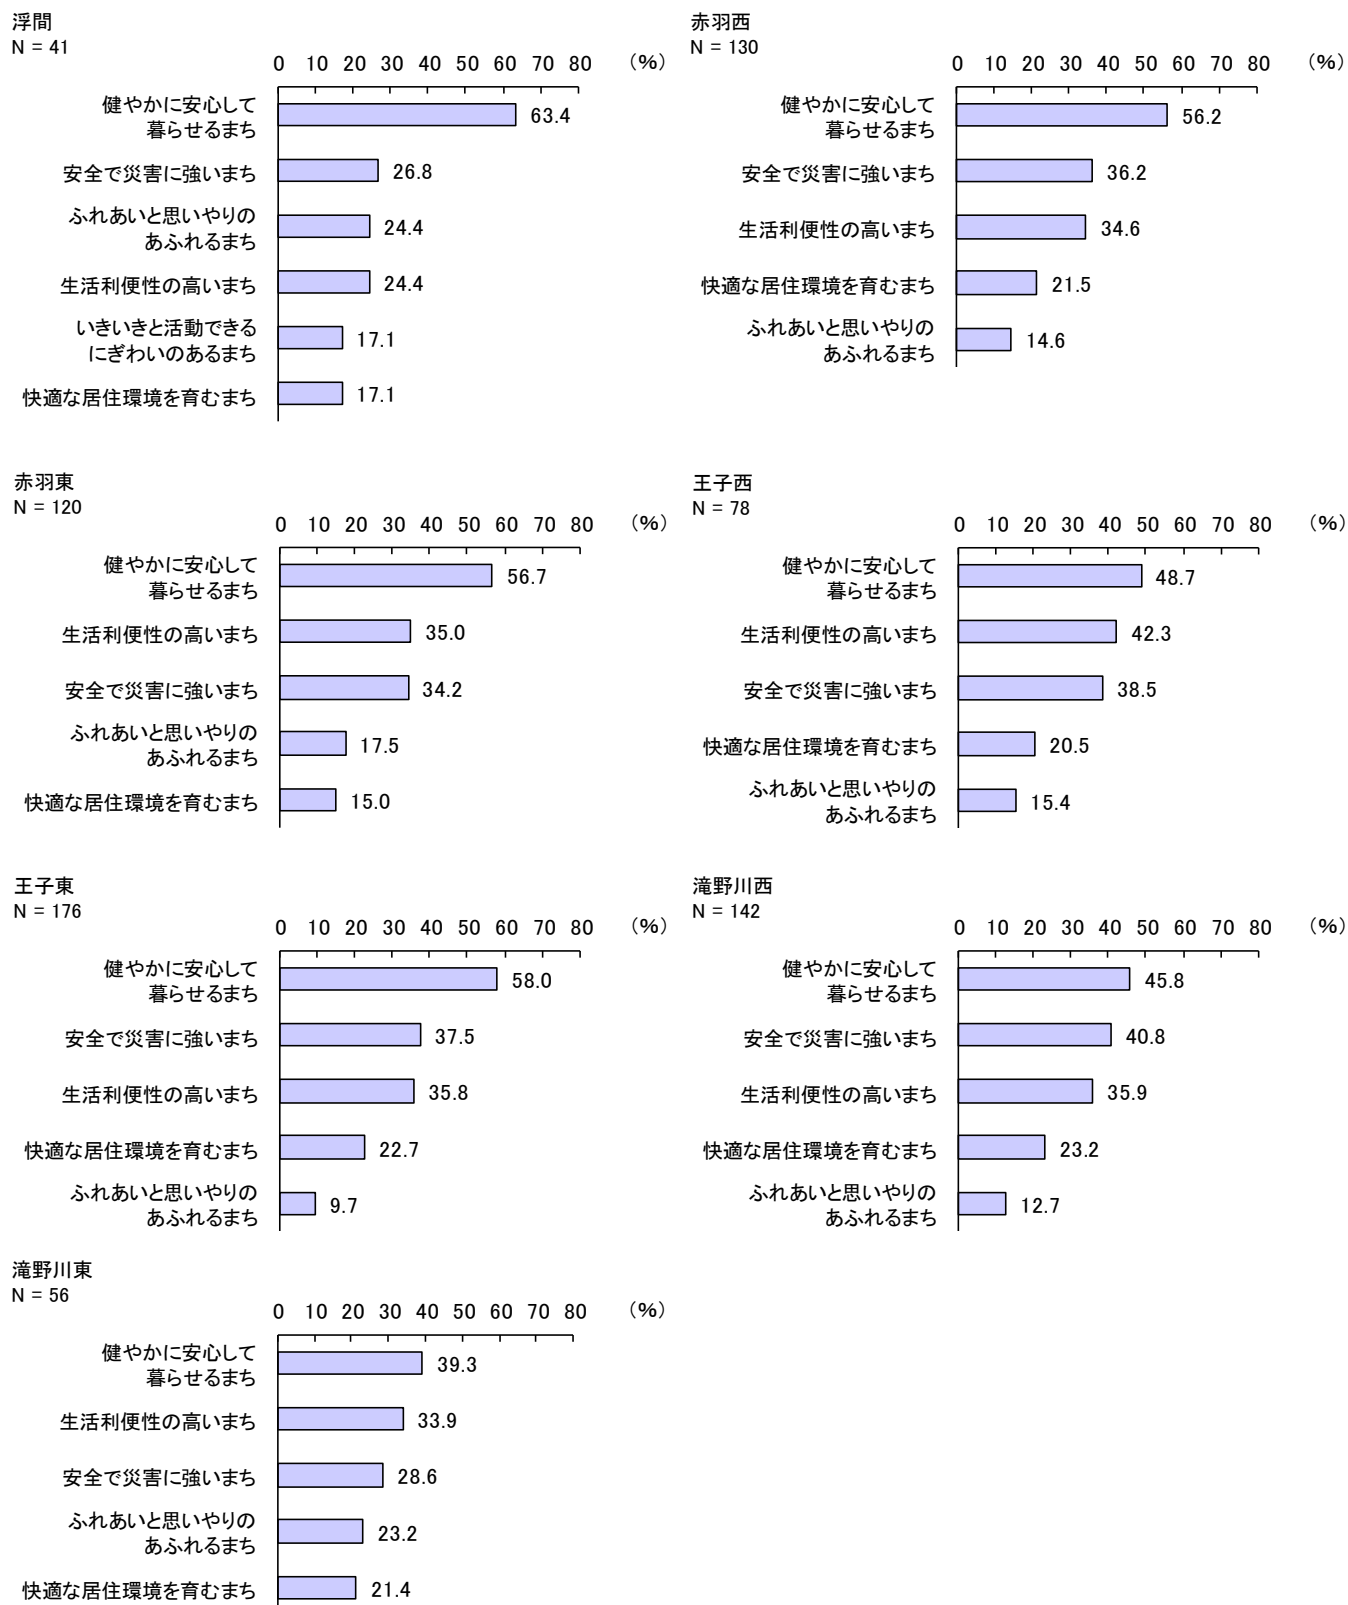 浮間
N = 41
0 10 20 30 40 50 60 70 80 (%)
健やかに安心して
暮らせるまち
63.4
安全で災害に強いまち
26.8
ふれあいと思いやりの
あふれるまち
24.4
生活利便性の高いまち
24.4
いきいきと活動できる
にぎわいのあるまち
17.1
快適な居住環境を育むまち
17.1
赤羽西
N = 130
0 10 20 30 40 50 60 70 80 (%)
健やかに安心して
暮らせるまち
56.2
安全で災害に強いまち
36.2
生活利便性の高いまち
34.6
快適な居住環境を育むまち
21.5
ふれあいと思いやりの
あふれるまち
14.6
赤羽東
N = 120
0 10 20 30 40 50 60 70 80 (%)
健やかに安心して
暮らせるまち
56.7
生活利便性の高いまち
35.0
安全で災害に強いまち
34.2
ふれあいと思いやりの
あふれるまち
17.5
快適な居住環境を育むまち
15.0
王子西
N = 78
0 10 20 30 40 50 60 70 80 (%)
健やかに安心して
暮らせるまち
48.7
生活利便性の高いまち
42.3
安全で災害に強いまち
38.5
快適な居住環境を育むまち
20.5
ふれあいと思いやりの
あふれるまち
15.4
王子東
N = 176
0 10 20 30 40 50 60 70 80 (%)
健やかに安心して
暮らせるまち
58.0
安全で災害に強いまち
37.5
生活利便性の高いまち
35.8
快適な居住環境を育むまち
22.7
ふれあいと思いやりの
あふれるまち
9.7
滝野川西
N = 142
0 10 20 30 40 50 60 70 80 (%)
健やかに安心して
暮らせるまち
45.8
安全で災害に強いまち
40.8
生活利便性の高いまち
35.9
快適な居住環境を育むまち
23.2
ふれあいと思いやりの
あふれるまち
12.7
滝野川東
N = 56
0 10 20 30 40 50 60 70 80 (%)
健やかに安心して
暮らせるまち
39.3
生活利便性の高いまち
33.9
安全で災害に強いまち
28.6
ふれあいと思いやりの
あふれるまち
23.2
快適な居住環境を育むまち
21.4